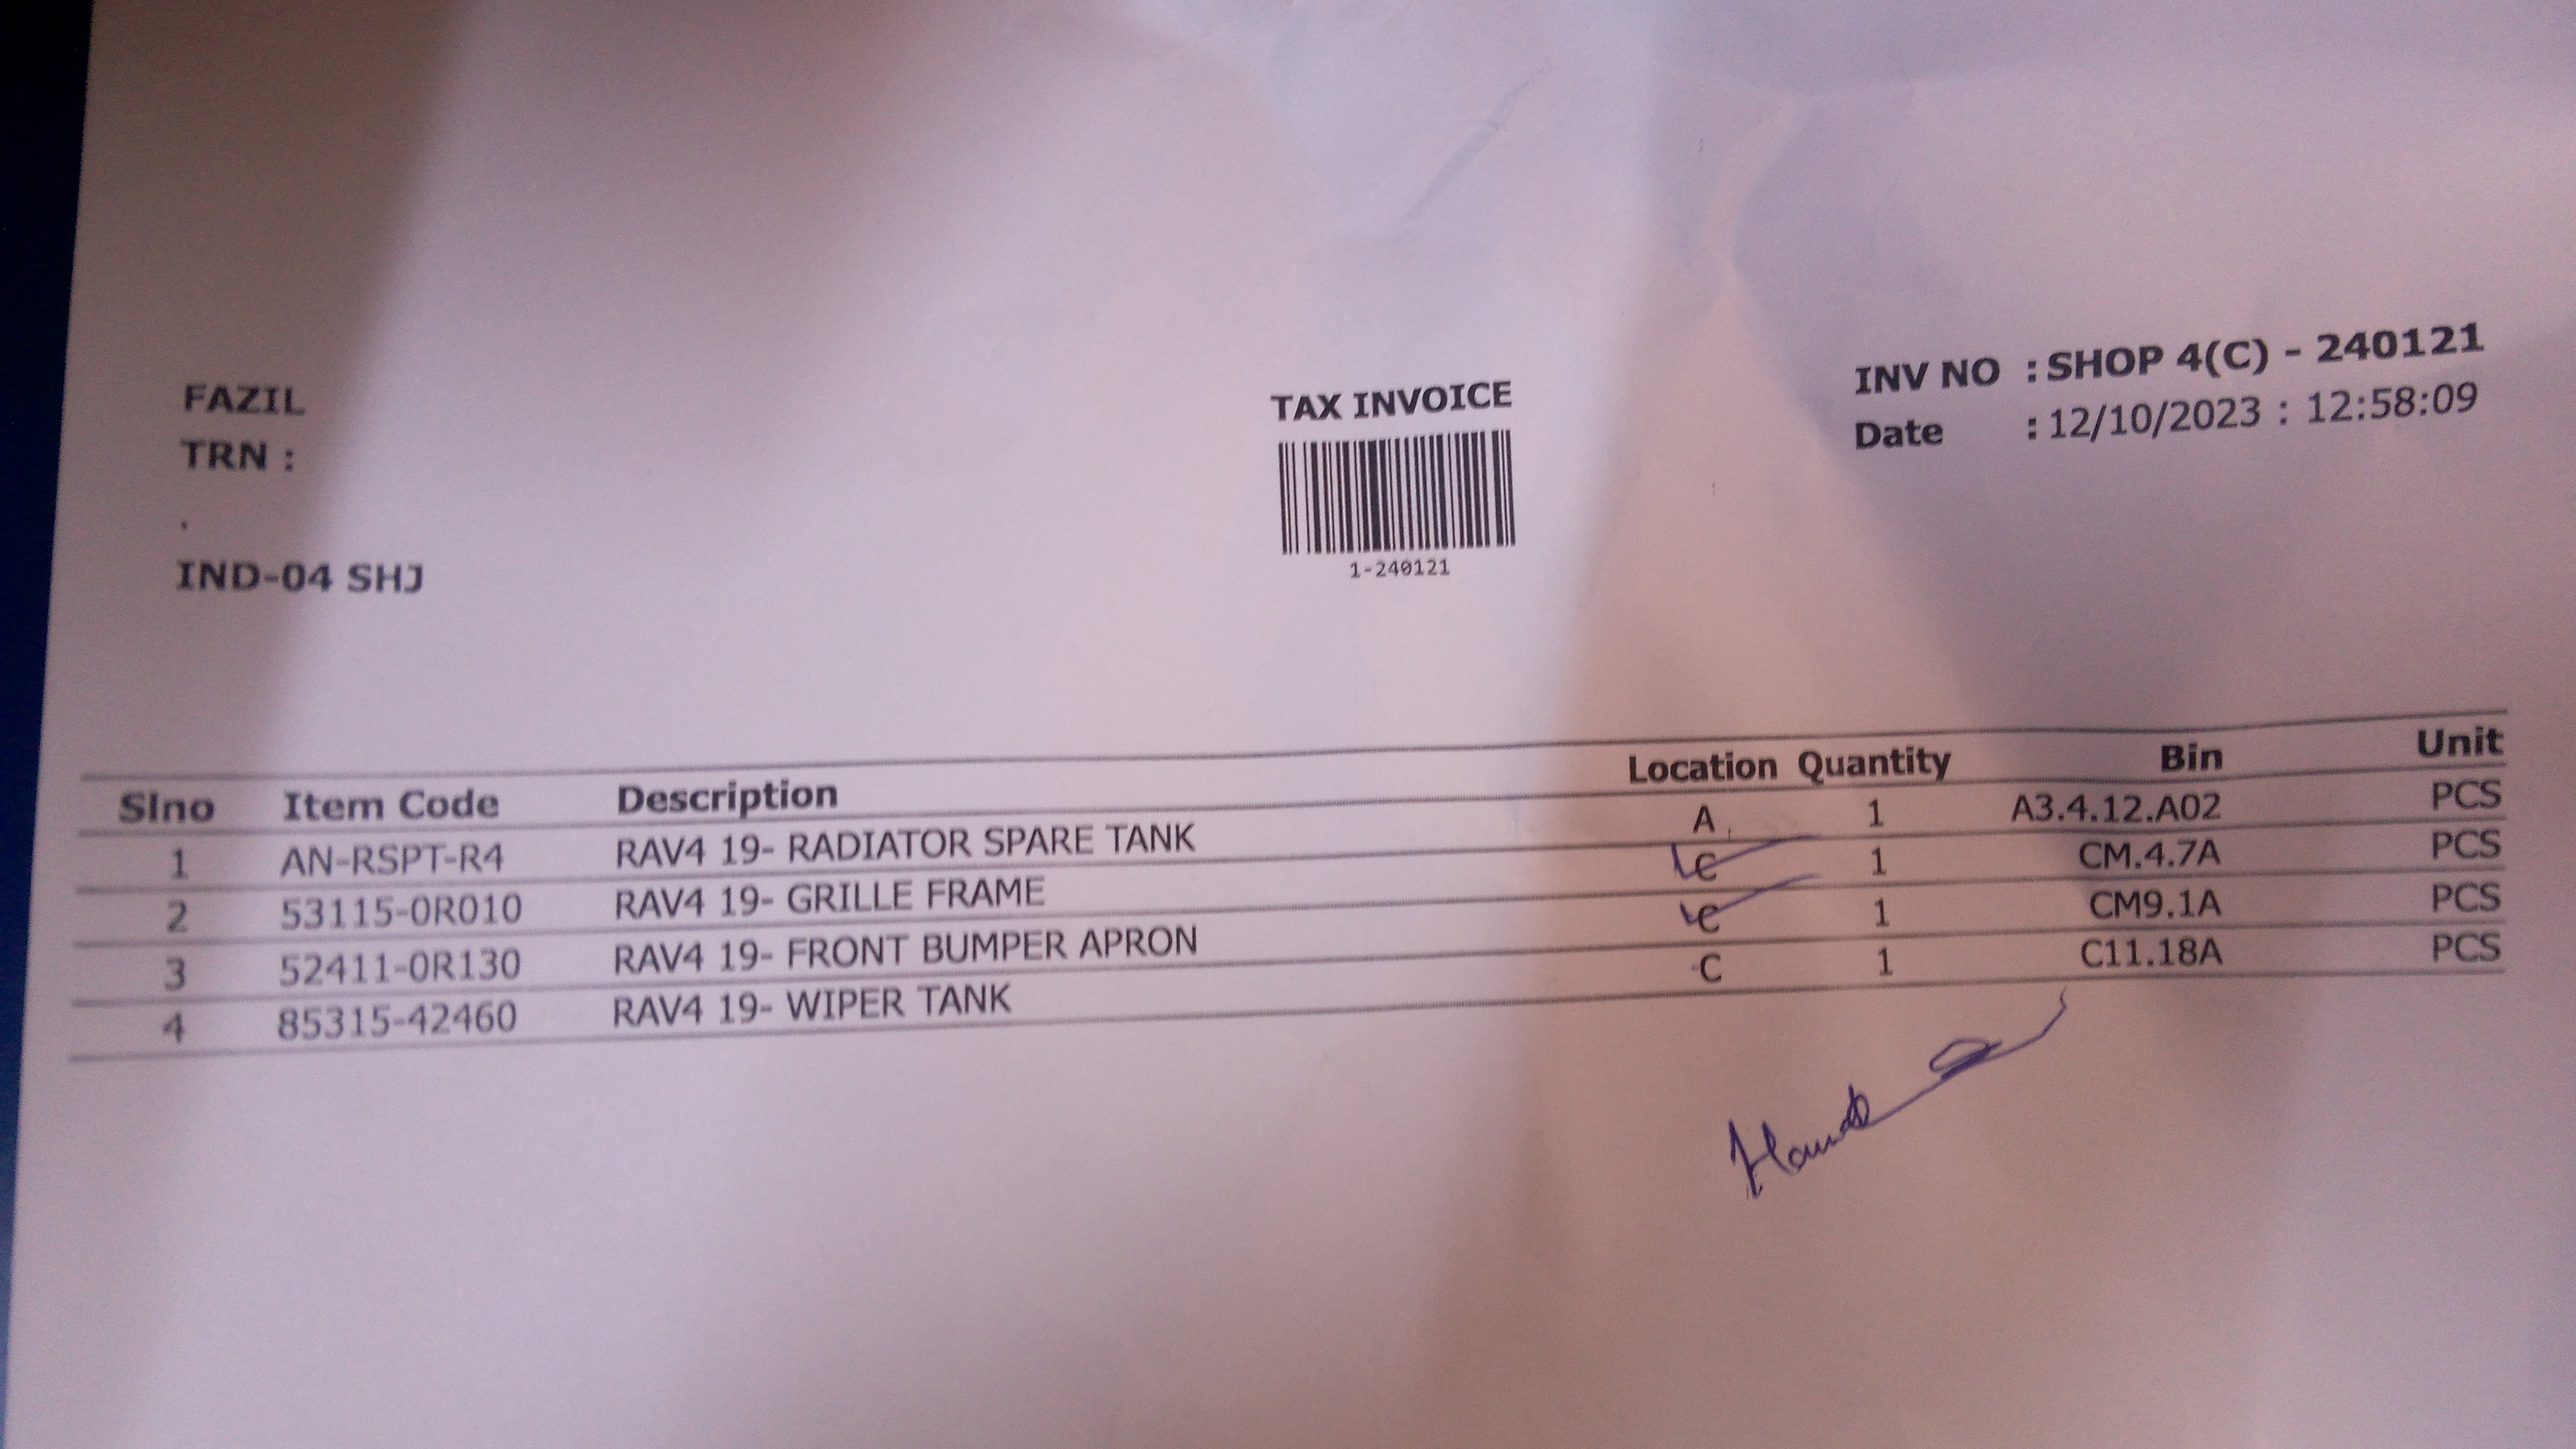 FAZIL
TRN :
.
IND-04 SHJ
TAX INVOICE
1-240121
INV NO : SHOP 4(C) - 240121
Date : 12/10/2023 : 12:58:09
Slno Item Code Description Location Quantity Bin Unit
1 AN-RSPT-R4 RAV4 19- RADIATOR SPARE TANK A 1 A3.4.12.A02 PCS
2 53115-0R010 RAV4 19- GRILLE FRAME C 1 CM.4.7A PCS
3 52411-0R130 RAV4 19- FRONT BUMPER APRON C 1 CM9.1A PCS
4 85315-42460 RAV4 19- WIPER TANK C 1 C11.18A PCS